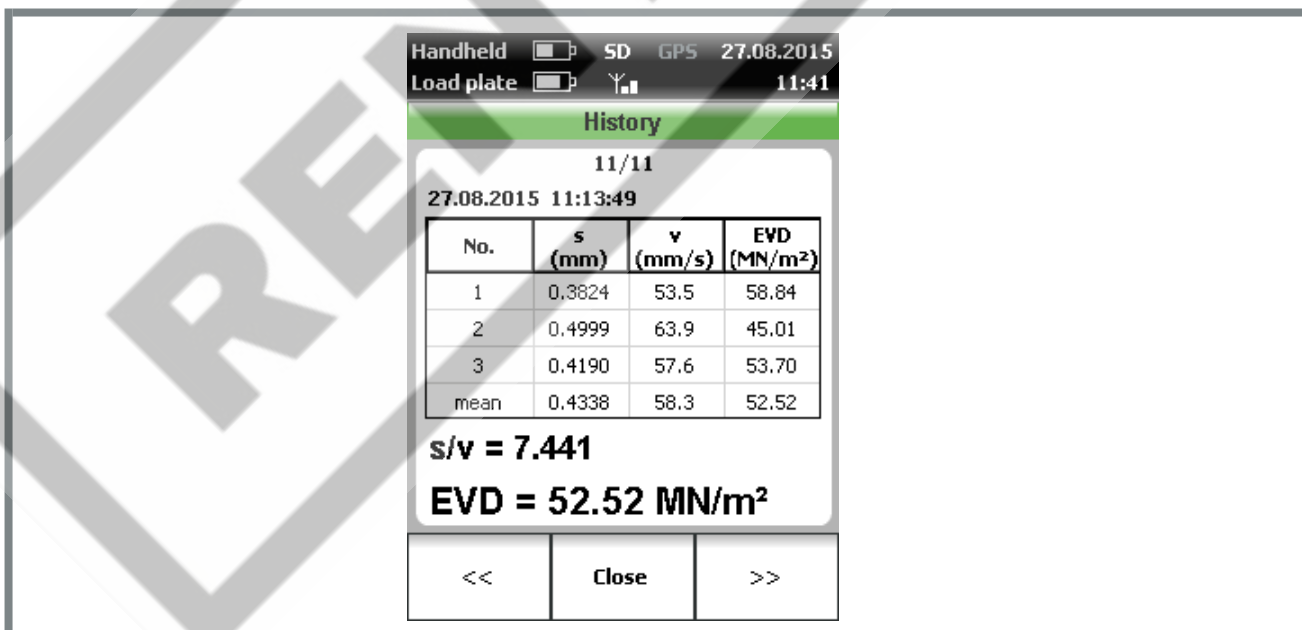 Handheld SD GPS 27.08.2015
Load plate 11:41
History
11/11
27.08.2015 11:13:49
No. s (mm) v (mm/s) EVD (MN/m²)
1 0.3824 53.5 58.84
2 0.4999 63.9 45.01
3 0.4190 57.6 53.70
mean 0.4338 58.3 52.52
s/v = 7.441
EVD = 52.52 MN/m²
<< Close >>